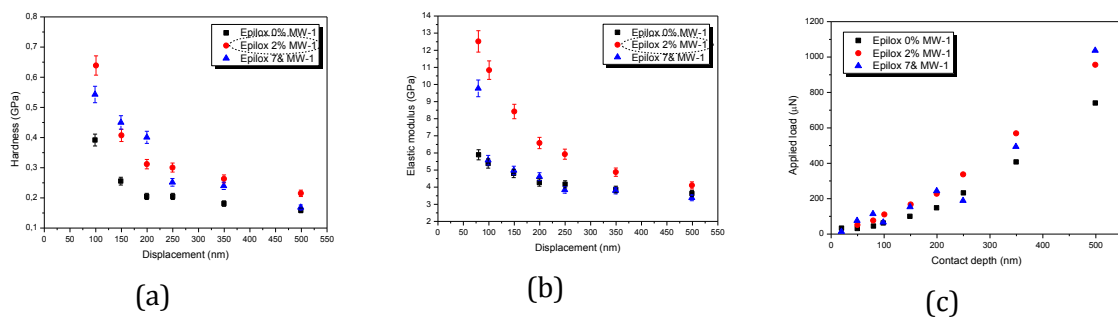 0,8
0,7
0,6
0,5
0,4
0,3
0,2
0,1
Hardness (GPa)
0 50 100 150 200 250 300 350 400 450 500 550
Displacement (nm)
Epilox 0% MW-1
Epilox 2% MW-1
Epilox 7& MW-1
(a)
14
13
12
11
10
9
8
7
6
5
4
3
2
Elastic modulus (GPa)
0 50 100 150 200 250 300 350 400 450 500 550
Displacement (nm)
Epilox 0% MW-1
Epilox 2% MW-1
Epilox 7& MW-1
(b)
1200
1000
800
600
400
200
0
Applied load (μN)
0 100 200 300 400 500
Contact depth (nm)
Epilox 0% MW-1
Epilox 2% MW-1
Epilox 7& MW-1
(c)